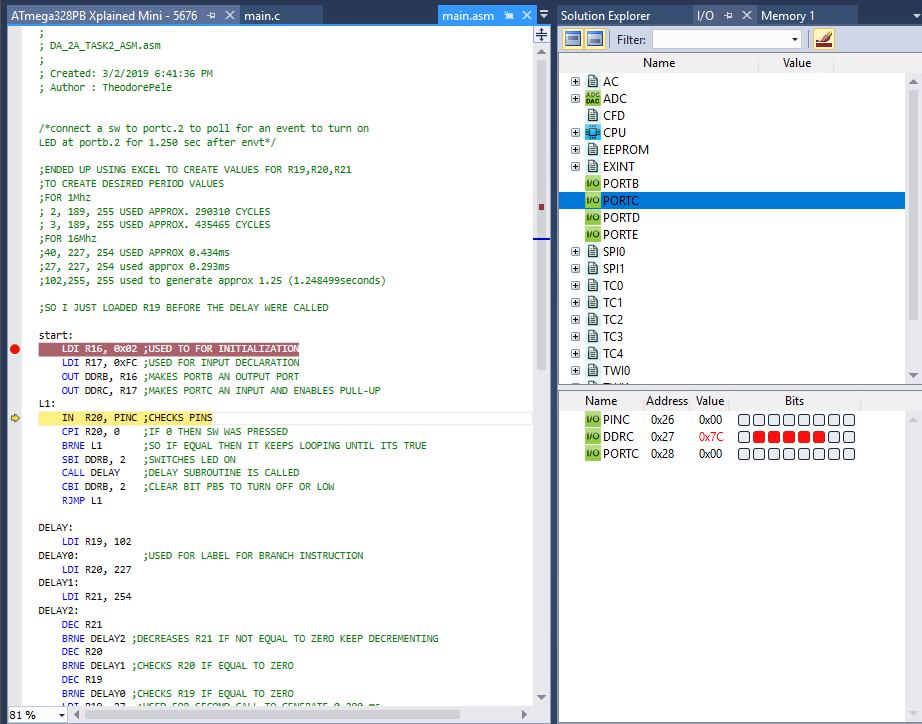 ATmega328PB Xplained Mini - 5676
main.c
main.asm
;
; DA_2A_TASK2_ASM.asm
;
; Created: 3/2/2019 6:41:36 PM
; Author : TheodorePele
/*connect a sw to portc.2 to poll for an event to turn on
LED at portb.2 for 1.250 sec after envt*/
;ENDED UP USING EXCEL TO CREATE VALUES FOR R19,R20,R21
;TO CREATE DESIRED PERIOD VALUES
;FOR 1Mhz
; 2, 189, 255 USED APPROX. 290310 CYCLES
; 3, 189, 255 USED APPROX. 435465 CYCLES
;FOR 16Mhz
;40, 227, 254 USED APPROX 0.434ms
;27, 227, 254 used approx 0.293ms
;102,255, 255 used to generate approx 1.25 (1.248499seconds)
;SO I JUST LOADED R19 BEFORE THE DELAY WERE CALLED
start:
LDI R16, 0x02 ;USED TO FOR INITIALIZATION
LDI R17, 0xFC ;USED FOR INPUT DECLARATION
OUT DDRB, R16 ;MAKES PORTB AN OUTPUT PORT
OUT DDRC, R17 ;MAKES PORTC AN INPUT AND ENABLES PULL-UP
L1:
IN R20, PINC ;CHECKS PINS
CPI R20, 0 ;IF 0 THEN SW WAS PRESSED
BRNE L1 ;SO IF EQUAL THEN IT KEEPS LOOPING UNTIL ITS TRUE
SBI DDRB, 2 ;SWITCHES LED ON
CALL DELAY ;DELAY SUBROUTINE IS CALLED
CBI DDRB, 2 ;CLEAR BIT PB5 TO TURN OFF OR LOW
RJMP L1
DELAY:
LDI R19, 102
DELAY0: ;USED FOR LABEL FOR BRANCH INSTRUCTION
LDI R20, 227
DELAY1:
LDI R21, 254
DELAY2:
DEC R21
BRNE DELAY2 ;DECREASES R21 IF NOT EQUAL TO ZERO KEEP DECREMENTING
DEC R20
BRNE DELAY1 ;CHECKS R20 IF EQUAL TO ZERO
DEC R19
BRNE DELAY0 ;CHECKS R19 IF EQUAL TO ZERO
81 %
Solution Explorer
I/O
Memory 1
Filter:
Name Value
AC
ADC
DAC
ADC
CFD
CPU
EEPROM
EXINT
I/O PORTB
I/O PORTC
I/O PORTD
I/O PORTE
SPI0
SPI1
TC0
TC1
TC2
TC3
TC4
TWI0
Name Address Value Bits
I/O PINC 0x26 0x00
I/O DDRC 0x27 0x7C
I/O PORTC 0x28 0x00